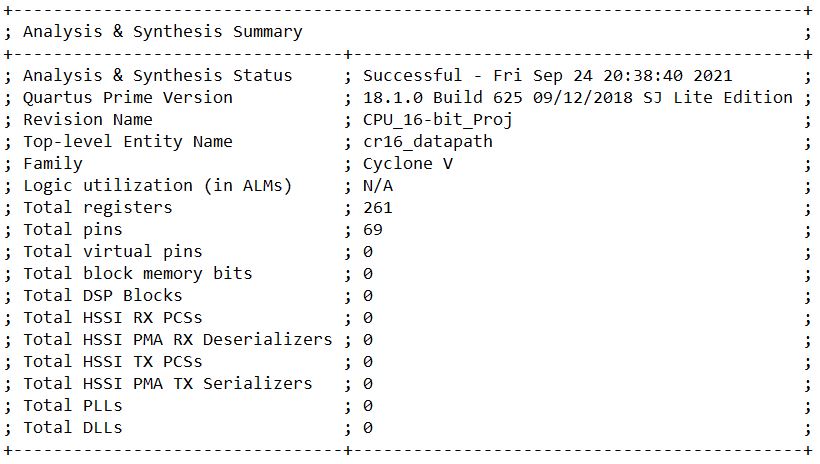 +--------------------------------------------------------------------------------+
; Analysis & Synthesis Summary                                                   ;
+----------------------------------+---------------------------------------------+
; Analysis & Synthesis Status      ; Successful - Fri Sep 24 20:38:40 2021       ;
; Quartus Prime Version            ; 18.1.0 Build 625 09/12/2018 SJ Lite Edition ;
; Revision Name                    ; CPU_16-bit_Proj                             ;
; Top-level Entity Name            ; cr16_datapath                               ;
; Family                           ; Cyclone V                                   ;
; Logic utilization (in ALMs)      ; N/A                                         ;
; Total registers                  ; 261                                         ;
; Total pins                       ; 69                                          ;
; Total virtual pins               ; 0                                           ;
; Total block memory bits          ; 0                                           ;
; Total DSP Blocks                 ; 0                                           ;
; Total HSSI RX PCSs               ; 0                                           ;
; Total HSSI PMA RX Deserializers  ; 0                                           ;
; Total HSSI TX PCSs               ; 0                                           ;
; Total HSSI PMA TX Serializers    ; 0                                           ;
; Total PLLs                       ; 0                                           ;
; Total DLLs                       ; 0                                           ;
+----------------------------------+---------------------------------------------+